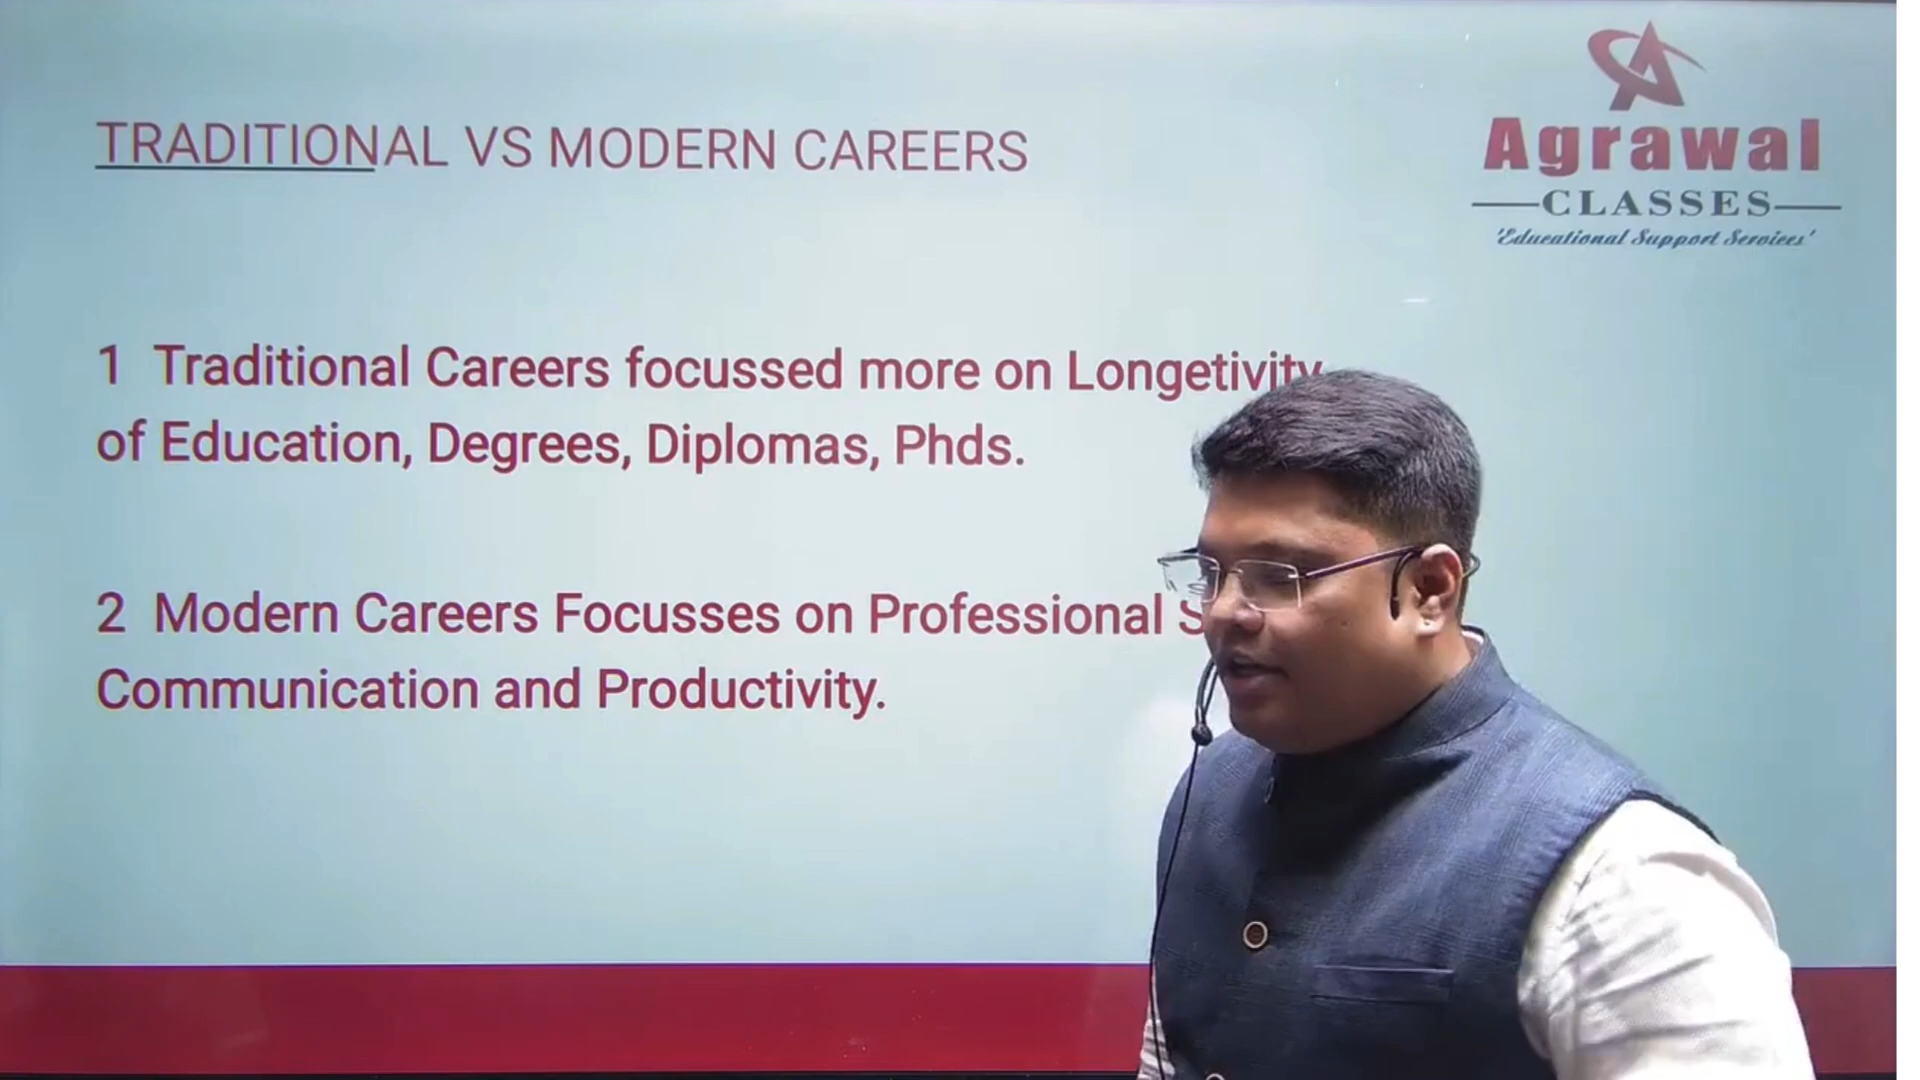 TRADITIONAL VS MODERN CAREERS
Agrawal
CLASSES
'Educational Support Services'
1 Traditional Careers focussed more on Longetivity
of Education, Degrees, Diplomas, Phds.
2 Modern Careers Focusses on Professional
Communication and Productivity.